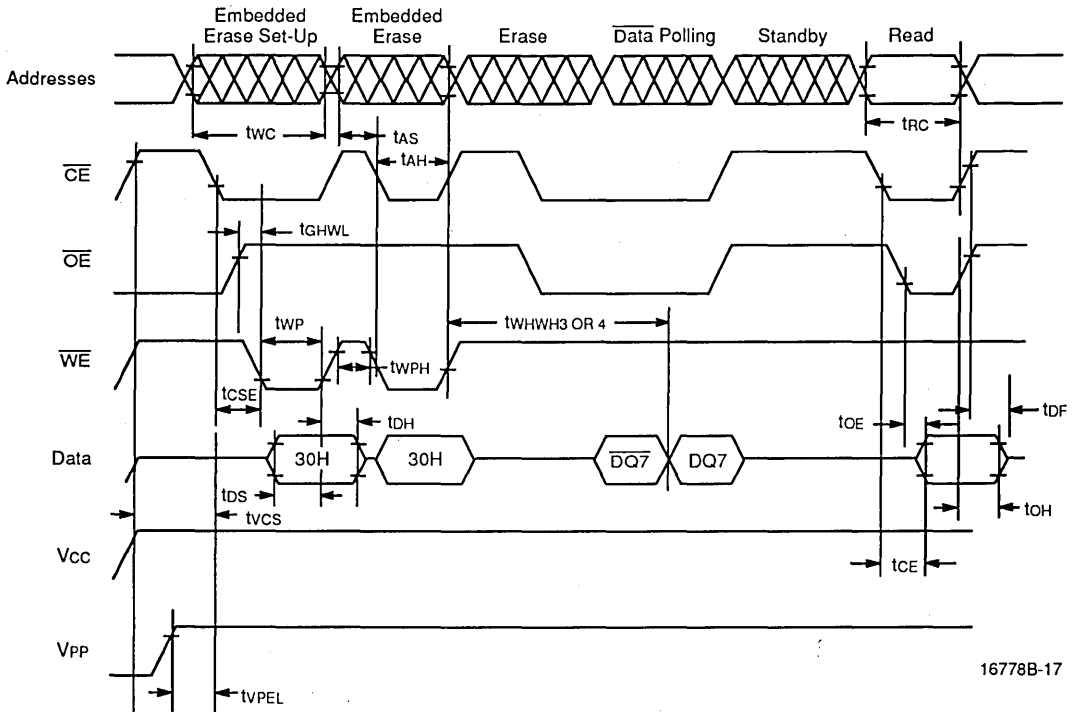 Embedded
Erase Set-Up
Embedded
Erase
Erase
Data Polling
Standby
Read
Addresses
tWC
tAS
tAH
tRC
CE
tGHWL
OE
tWP
tWHWH3 OR 4
WE
tWPH
tCSE
tDH
tOE
tDF
Data
30H
30H
DQ7
DQ7
tDS
tVCS
tOH
VCC
tCE
VPP
16778B-17
tVPEL